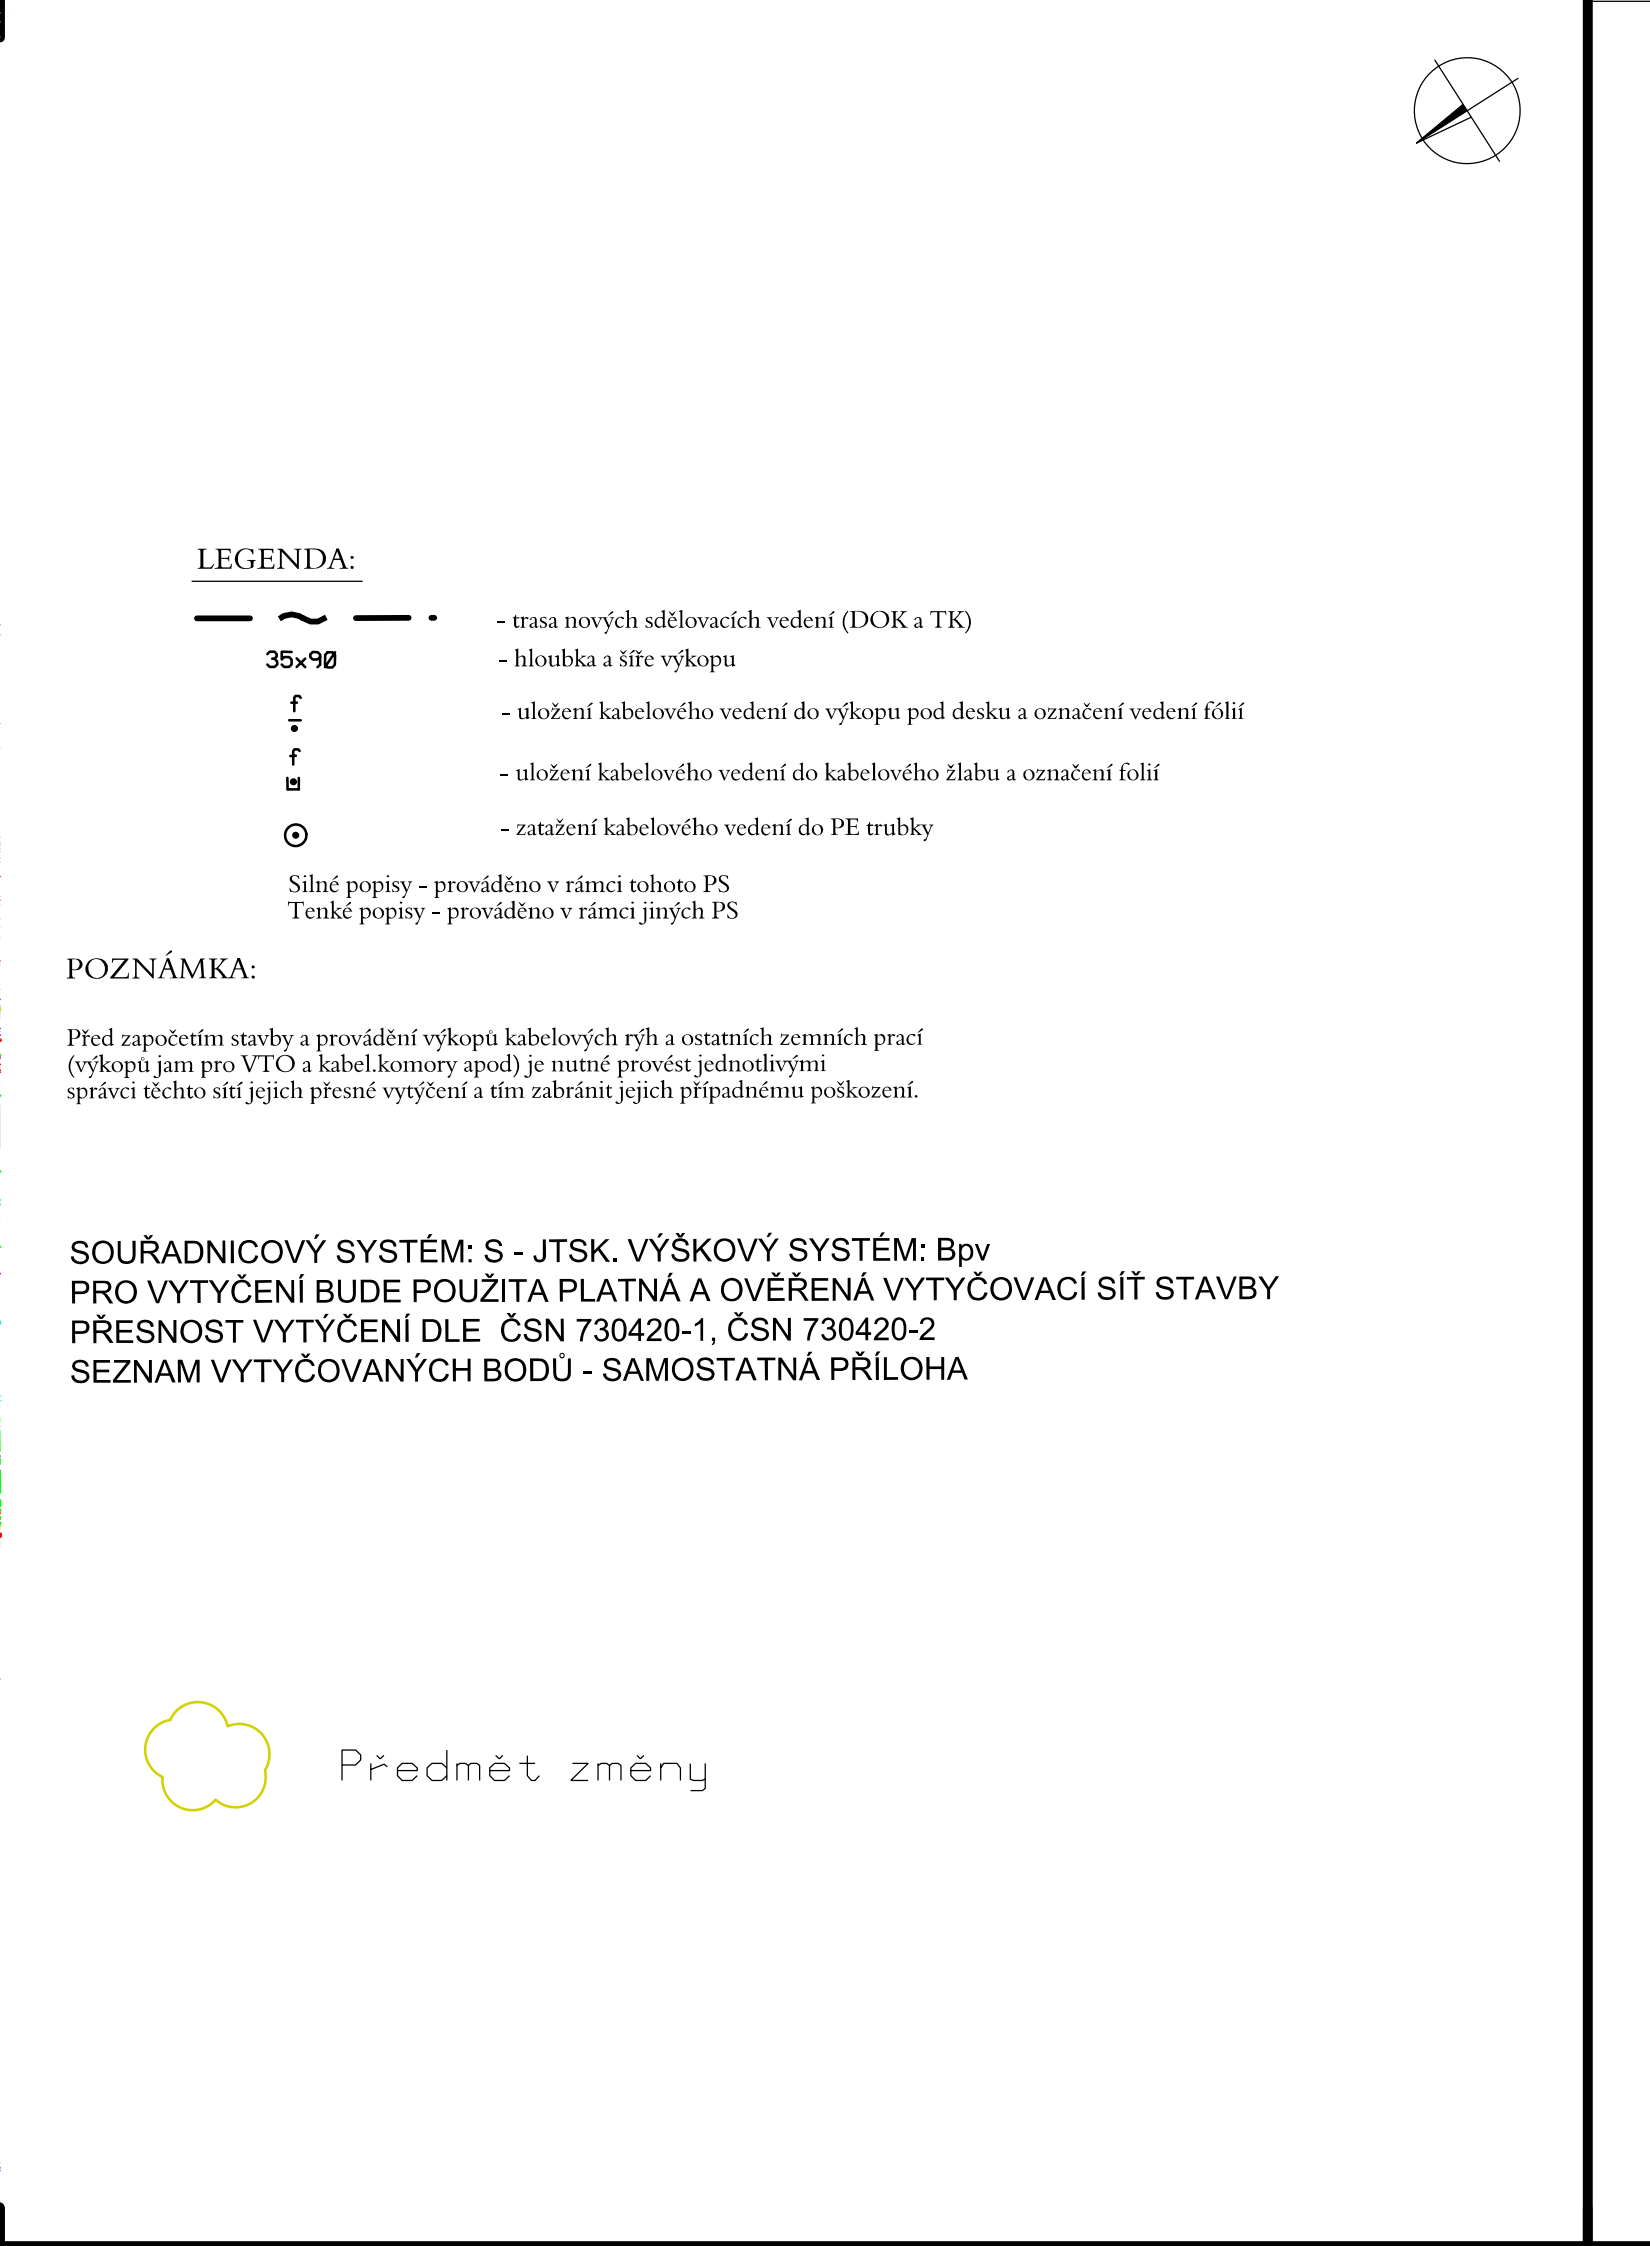 LEGENDA:
- trasa nových sdělovacích vedení (DOK a TK)
35x90 - hloubka a šíře výkopu
f - uložení kabelového vedení do výkopu pod desku a označení vedení fólií
f - uložení kabelového vedení do kabelového žlabu a označení folií
- zatažení kabelového vedení do PE trubky
Silné popisy - prováděno v rámci tohoto PS
Tenké popisy - prováděno v rámci jiných PS
POZNÁMKA:
Před započetím stavby a provádění výkopů kabelových rýh a ostatních zemních prací
(výkopů jam pro VTO a kabel.komory apod) je nutné provést jednotlivými
správci těchto sítí jejich přesné vytýčení a tím zabránit jejich případnému poškození.
SOUŘADNICOVÝ SYSTÉM: S - JTSK. VÝŠKOVÝ SYSTÉM: Bpv
PRO VYTYČENÍ BUDE POUŽITA PLATNÁ A OVĚŘENÁ VYTYČOVACÍ SÍŤ STAVBY
PŘESNOST VYTÝČENÍ DLE ČSN 730420-1, ČSN 730420-2
SEZNAM VYTYČOVANÝCH BODŮ - SAMOSTATNÁ PŘÍLOHA
Předmět změny